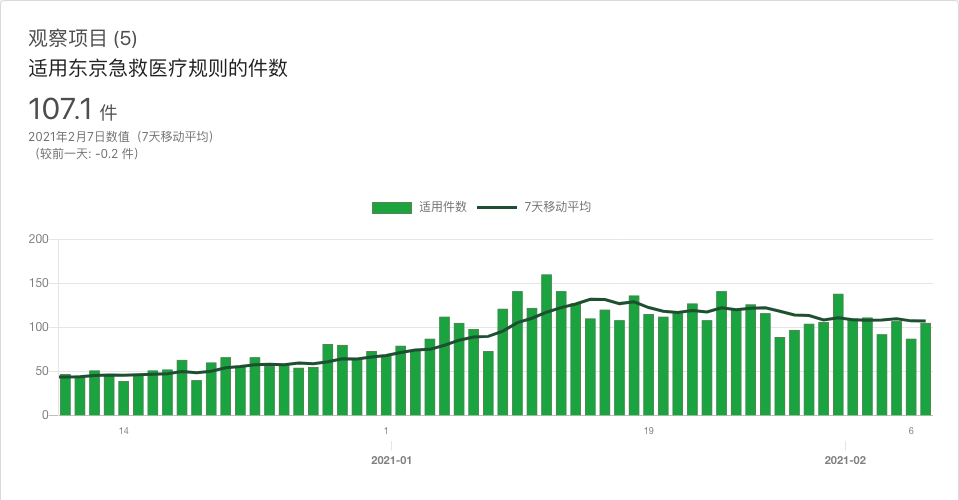 观察项目 (5)
适用东京急救医疗规则的件数
107.1 件
2021年2月7日数值（7天移动平均）
（较前一天: -0.2 件）
适用件数 7天移动平均
200
150
100
50
0
14 1 19 6
2021-01 2021-02